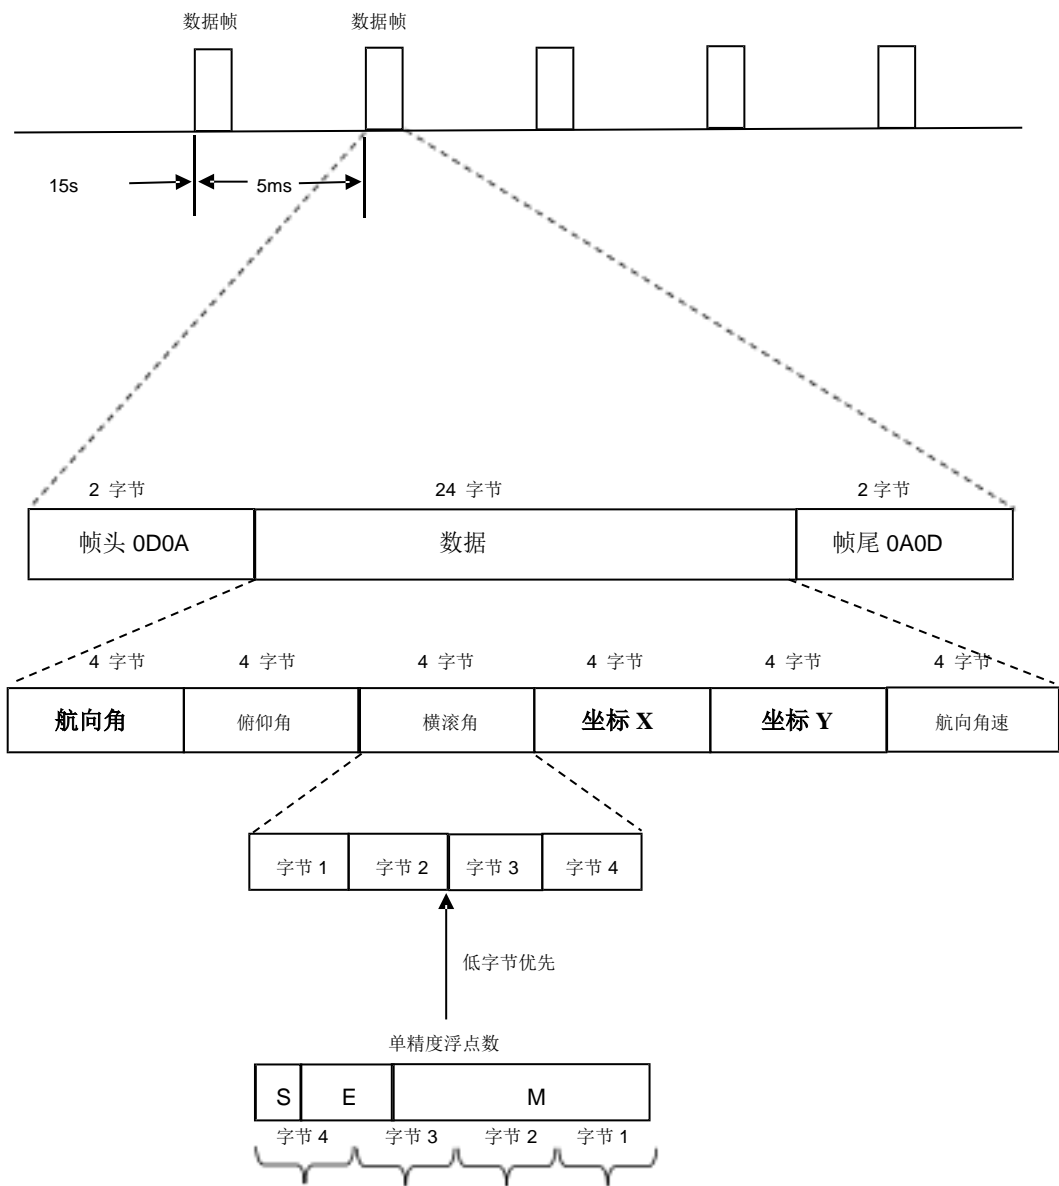 数据帧 数据帧
15s 5ms
2 字节 24 字节 2 字节
帧头 0D0A 数据 帧尾 0A0D
4 字节 4 字节 4 字节 4 字节 4 字节 4 字节
航向角 俯仰角 横滚角 坐标 X 坐标 Y 航向角速
字节 1 字节 2 字节 3 字节 4
低字节优先
单精度浮点数
S E M
字节 4 字节 3 字节 2 字节 1